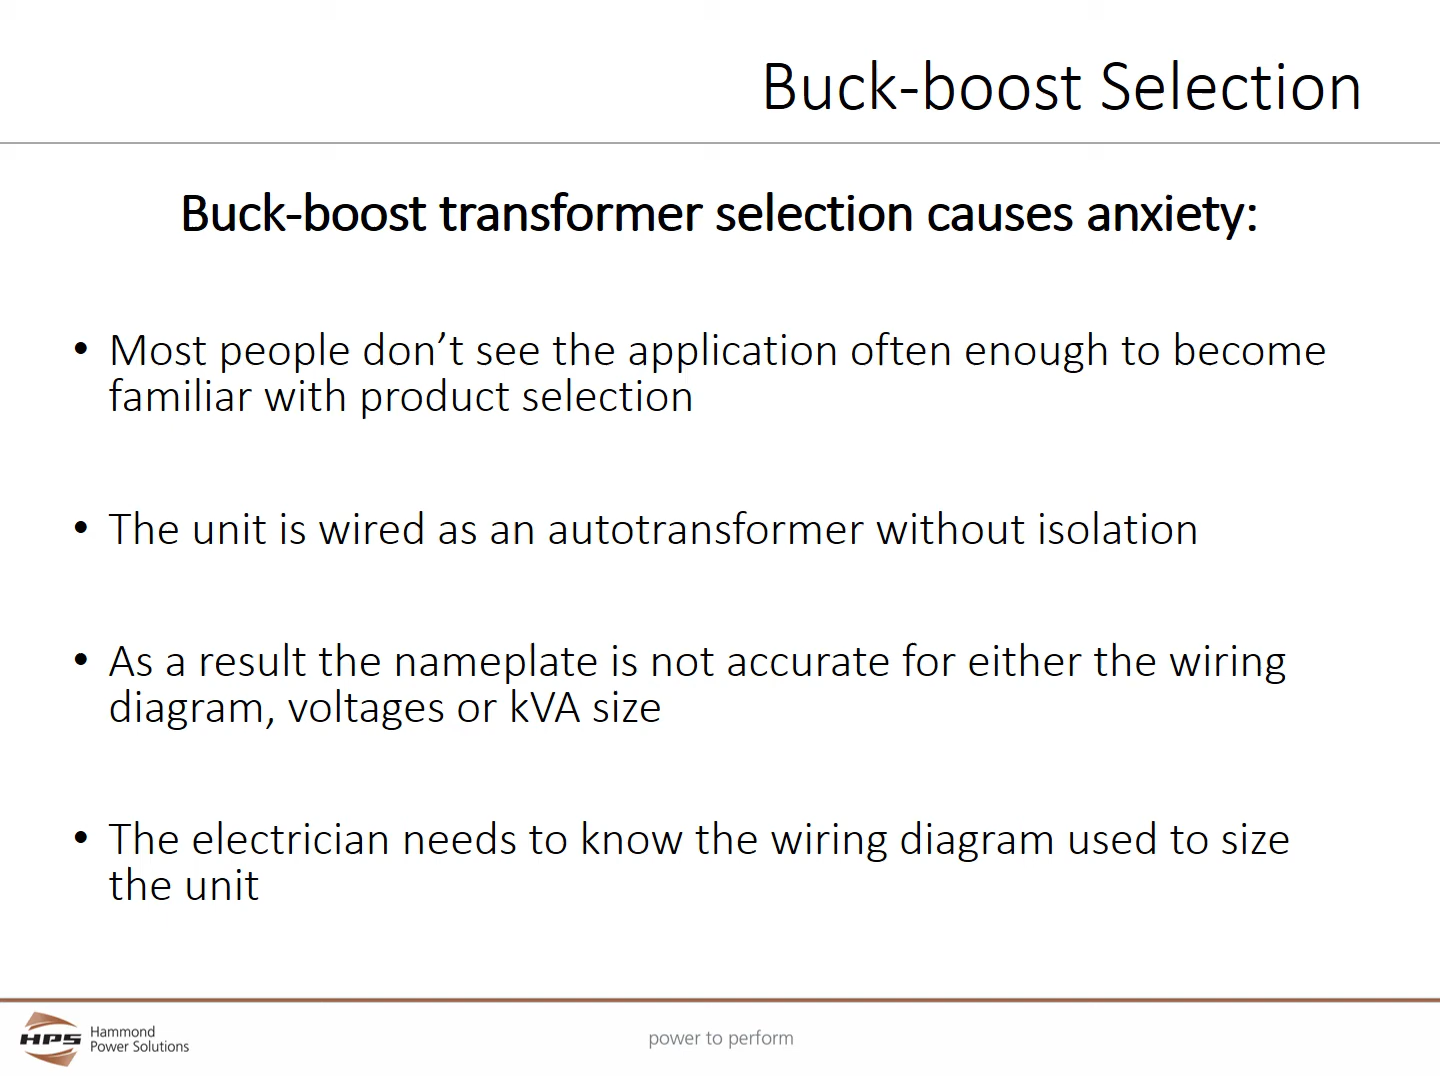 Buck-boost Selection
Buck-boost transformer selection causes anxiety:
• Most people don’t see the application often enough to become
familiar with product selection
• The unit is wired as an autotransformer without isolation
• As a result the nameplate is not accurate for either the wiring
diagram, voltages or kVA size
• The electrician needs to know the wiring diagram used to size
the unit
HPS
Hammond
Power Solutions
power to perform